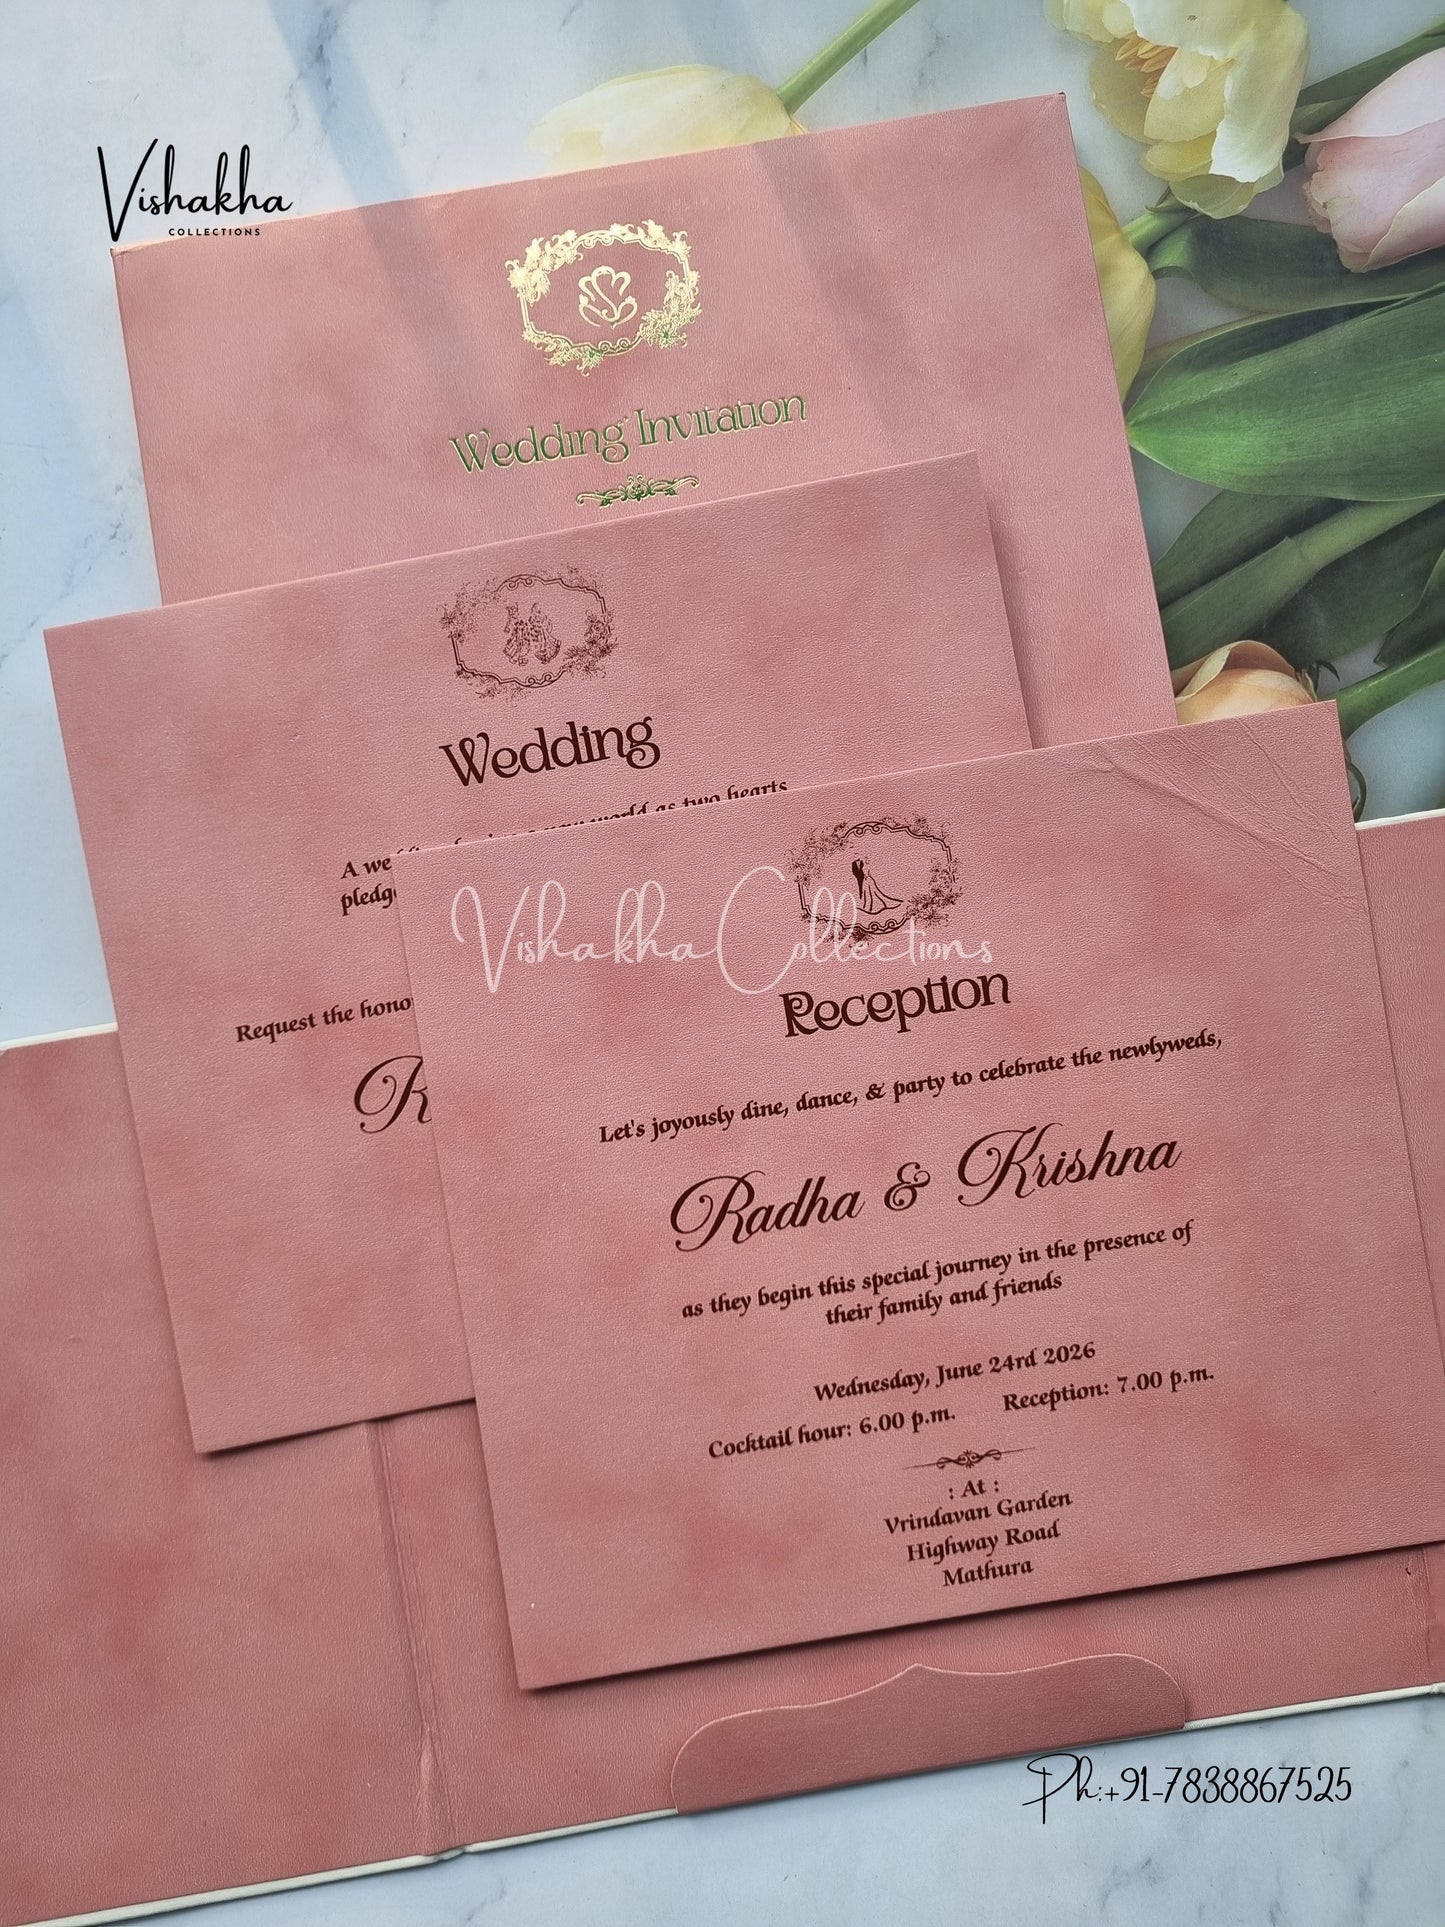 Vishakha
COLLECTIONS
Wedding Invitation
Wedding
A we
pledg
Request the hono
R
Vishakha Collections
Reception
Let's joyously dine, dance, & party to celebrate the newlyweds,
Radha & Krishna
as they begin this special journey in the presence of
their family and friends
Wednesday, June 24rd 2026
Cocktail hour: 6.00 p.m. Reception: 7.00 p.m.
: At :
Vrindavan Garden
Highway Road
Mathura
Ph:+91-7838867525